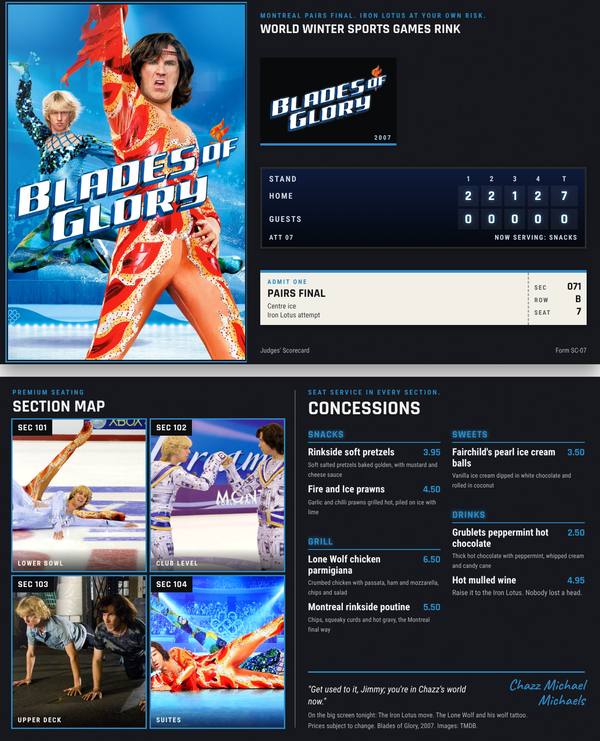 MONTREAL PAIRS FINAL. IRON LOTUS AT YOUR OWN RISK.
WORLD WINTER SPORTS GAMES RINK
BLADES OF
GLORY
BLADES OF
GLORY
2007
STAND 1 2 3 4 T
HOME 2 2 1 2 7
GUESTS 0 0 0 0 0
ATT 07 NOW SERVING: SNACKS
ADMIT ONE
PAIRS FINAL
Centre ice
Iron Lotus attempt
SEC 071
ROW B
SEAT 7
Judges' Scorecard
Form SC-07
PREMIUM SEATING
SECTION MAP
SEC 101
XBOX
LOWER BOWL
SEC 102
MON
CLUB LEVEL
SEC 103
UPPER DECK
SEC 104
SUITES
SEAT SERVICE IN EVERY SECTION.
CONCESSIONS
SNACKS
Rinkside soft pretzels 3.95
Soft salted pretzels baked golden, with mustard and
cheese sauce
Fire and Ice prawns 4.50
Garlic and chilli prawns grilled hot, piled on ice with
lime
GRILL
Lone Wolf chicken 6.50
parmigiana
Crumbed chicken with passata, ham and mozzarella,
chips and salad
Montreal rinkside poutine 5.50
Chips, squeaky curds and hot gravy, the Montreal
final way
SWEETS
Fairchild's pearl ice cream 3.50
balls
Vanilla ice cream dipped in white chocolate and
rolled in coconut
DRINKS
Grublets peppermint hot 2.50
chocolate
Thick hot chocolate with peppermint, whipped cream
and candy cane
Hot mulled wine 4.95
Raise it to the Iron Lotus. Nobody lost a head.
"Get used to it, Jimmy; you're in Chazz's world
now."
Chazz Michael
Michaels
On the big screen tonight: The Iron Lotus move. The Lone Wolf and his wolf tattoo.
Prices subject to change. Blades of Glory, 2007. Images: TMDB.